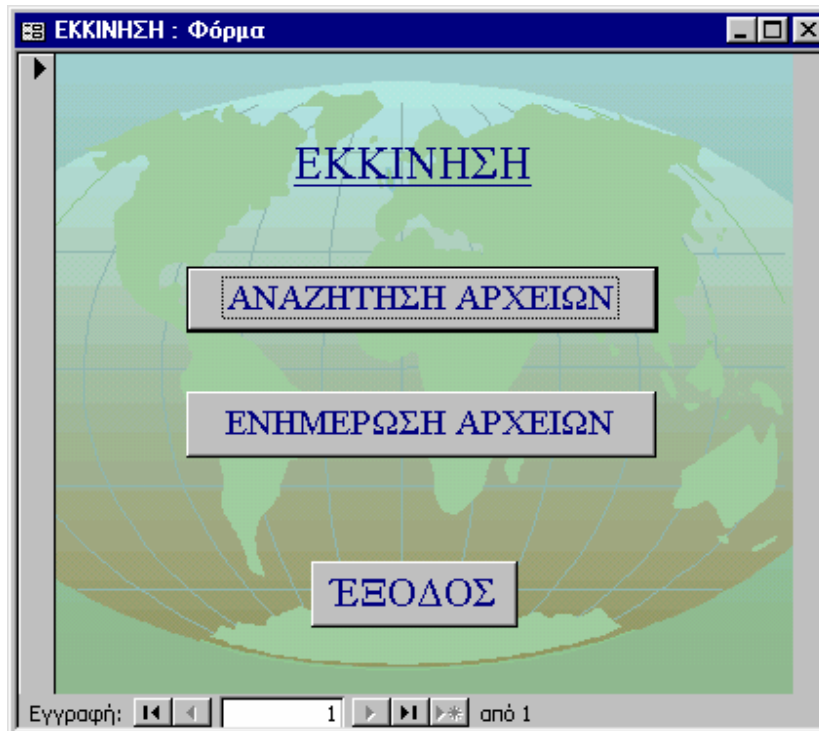 ΕΚΚΙΝΗΣΗ : Φόρμα
ΕΚΚΙΝΗΣΗ
ΑΝΑΖΗΤΗΣΗ ΑΡΧΕΙΩΝ
ΕΝΗΜΕΡΩΣΗ ΑΡΧΕΙΩΝ
ΈΞΟΔΟΣ
Εγγραφή: 1 από 1